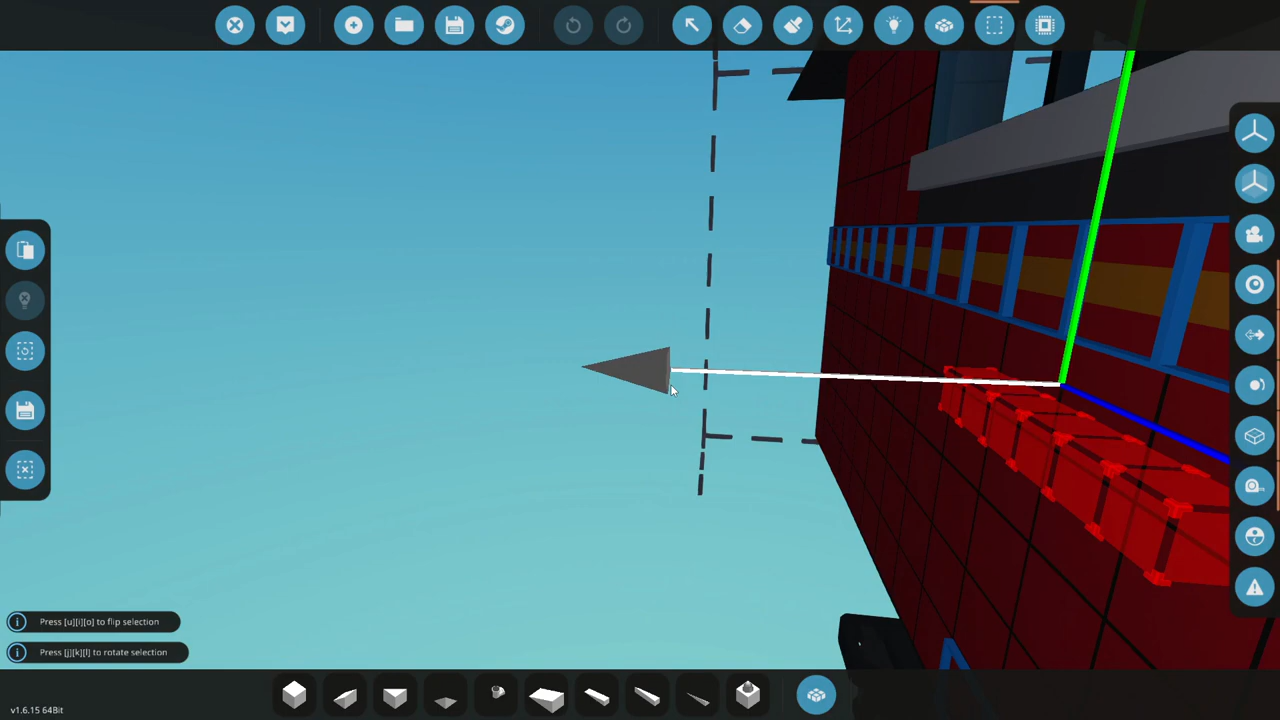 Press [u][i][o] to flip selection
Press [j][k][l] to rotate selection
v1.6.15 64Bit